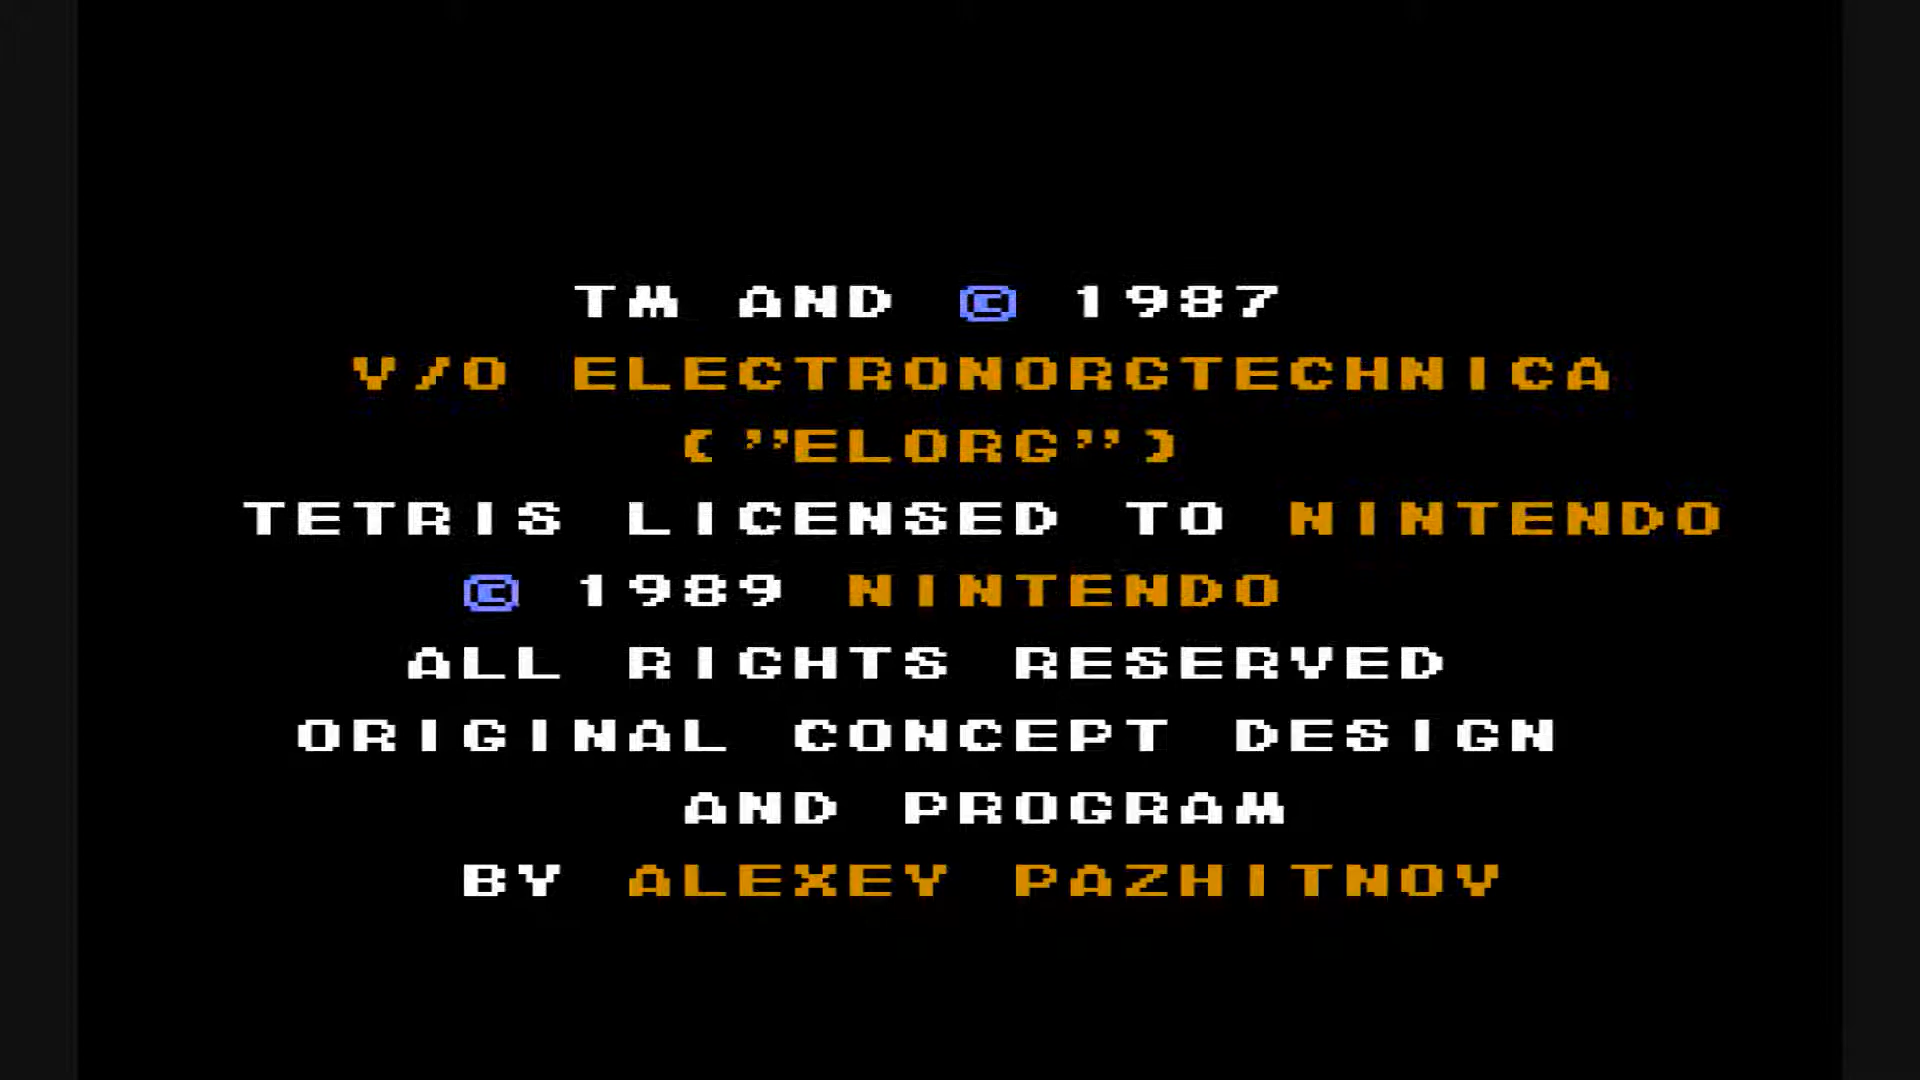 TM AND © 1987
V/O ELECTRONORGTECHNICA
(”ELORG”)
TETRIS LICENSED TO NINTENDO
© 1989 NINTENDO
ALL RIGHTS RESERVED
ORIGINAL CONCEPT DESIGN
AND PROGRAM
BY ALEXEY PAZHITNOV